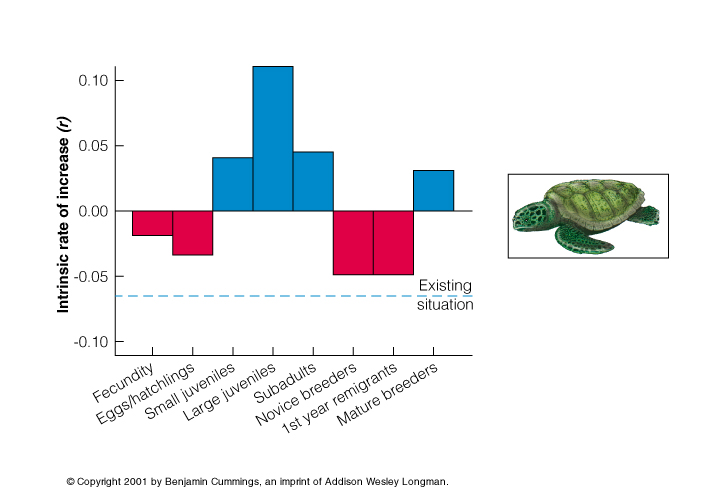 Intrinsic rate of increase (r)
0.10
0.05
0.00
-0.05
-0.10
Existing
situation
Fecundity
Eggs/hatchlings
Small juveniles
Large juveniles
Subadults
Novice breeders
1st year remigrants
Mature breeders
© Copyright 2001 by Benjamin Cummings, an imprint of Addison Wesley Longman.